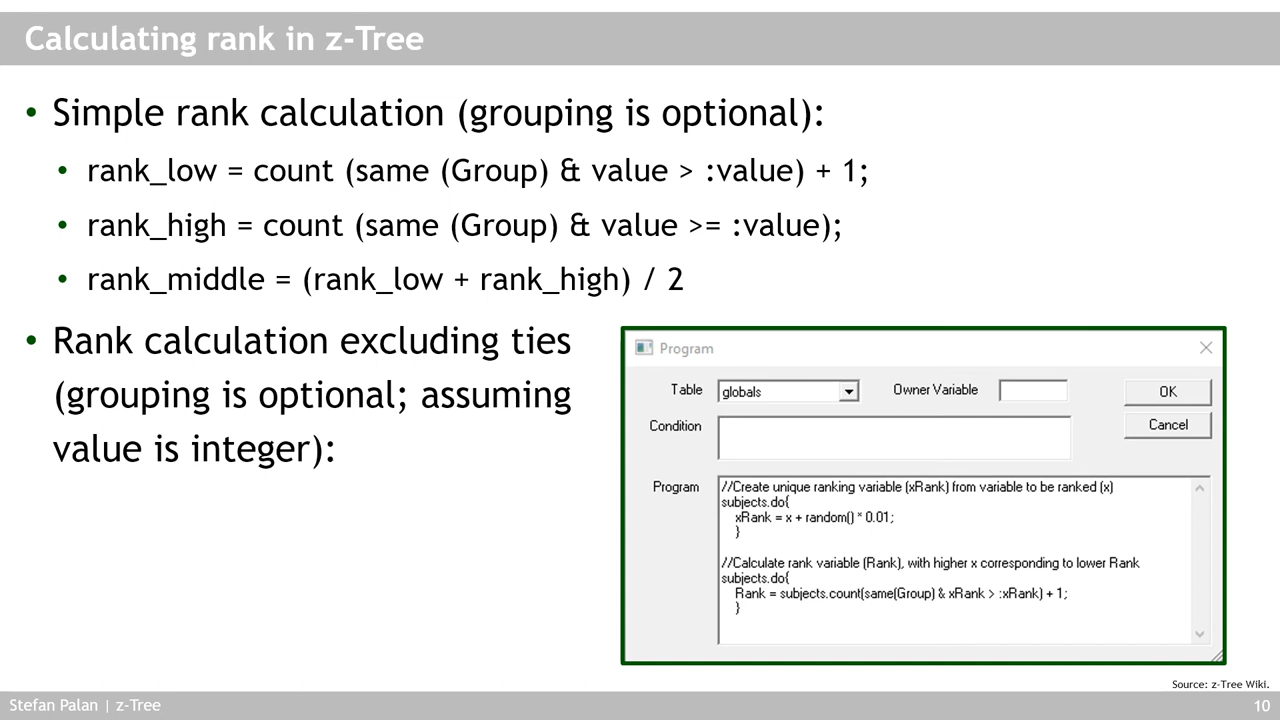 Calculating rank in z-Tree
• Simple rank calculation (grouping is optional):
• rank_low = count (same (Group) & value > :value) + 1;
• rank_high = count (same (Group) & value >= :value);
• rank_middle = (rank_low + rank_high) / 2
• Rank calculation excluding ties
(grouping is optional; assuming
value is integer):
Program
Table globals Owner Variable OK
Condition Cancel
Program
//Create unique ranking variable (xRank) from variable to be ranked (x)
subjects.do{
xRank = x + random() * 0.01;
}
//Calculate rank variable (Rank), with higher x corresponding to lower Rank
subjects.do{
Rank = subjects.count(same(Group) & xRank > :xRank) + 1;
}
Source: z-Tree Wiki.
Stefan Palan | z-Tree 10